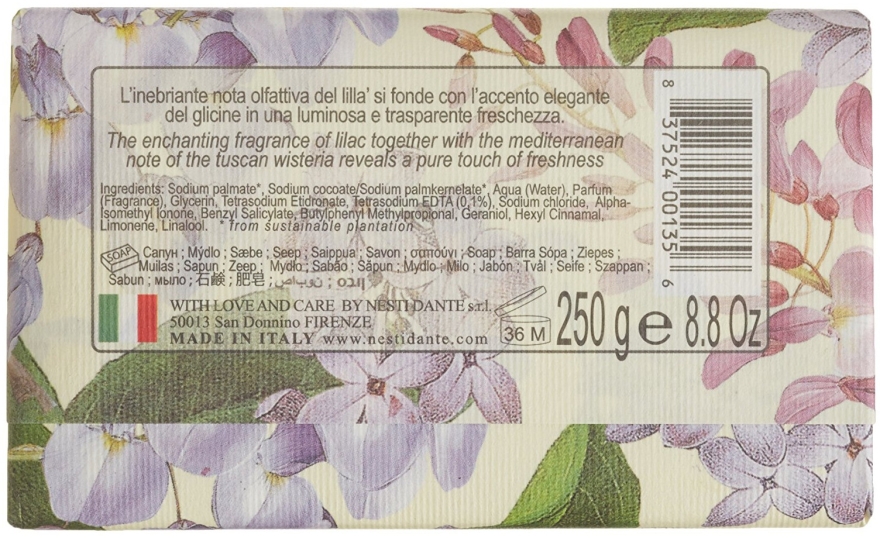 L'inebriante nota olfattiva del lilla' si fonde con l'accento elegante
del glicine in una luminosa e trasparente freschezza.
The enchanting fragrance of lilac together with the mediterranean
note of the tuscan wisteria reveals a pure touch of freshness
Ingredients: Sodium palmate*, Sodium cocoate/Sodium palmkernelate*, Aqua (Water), Parfum
(Fragrance), Glycerin, Tetrasodium Etidronate, Tetrasodium EDTA (0,1%), Sodium chloride, Alpha-
Isomethyl Ionone, Benzyl Salicylate, Butylphenyl Methylpropional, Geraniol, Hexyl Cinnamal,
Limonene, Linalool. * from sustainable plantation
SOAP
Сапун ; Mýdlo ; Sæbe ; Seep ; Saippua ; Savon ; σαπούνι ; Soap ; Barra Sópa ; Ziepes ;
Muilas ; Sapun ; Zeep ; Mydło ; Sabão ; Săpun ; Mydlo ; Milo ; Jabón ; Tvål ; Seife ; Szappan ;
Sabun ; мыло ; 石鹸 ; 肥皂 ;
WITH LOVE AND CARE BY NESTI DANTE s.r.l.
50013 San Donnino FIRENZE
MADE IN ITALY www.nestidante.com
36 M
250 g e 8.8 Oz
8 37524 00135 6